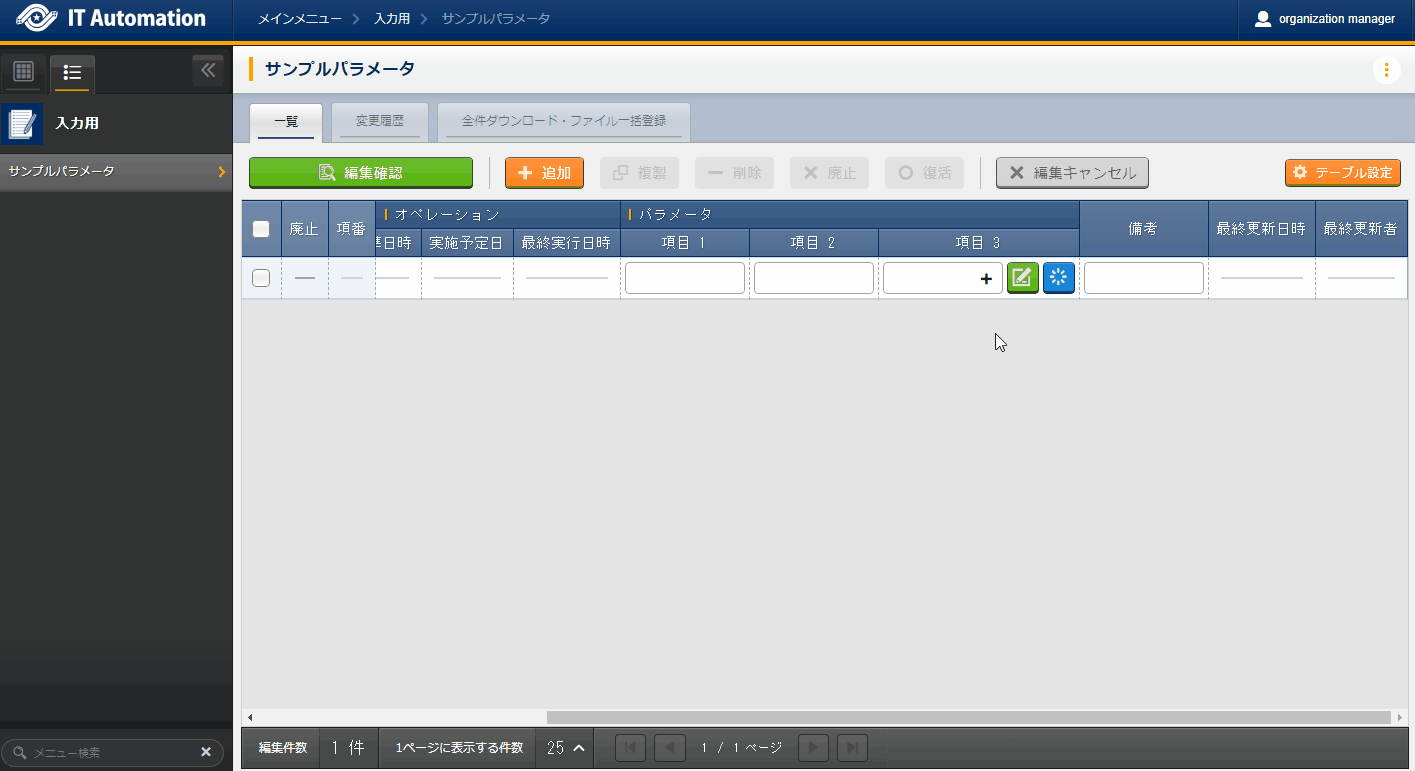 IT Automation
メインメニュー
入力用
サンプルパラメータ
organization manager
サンプルパラメータ
入力用
サンプルパラメータ
一覧
変更履歴
全件ダウンロード・ファイル一括登録
編集確認
追加
複製
削除
廃止
復活
編集キャンセル
テーブル設定
廃止
項番
オペレーション
パラメータ
備考
最終更新日時
最終更新者
準日時
実施予定日
最終実行日時
項目 1
項目 2
項目 3
メニュー検索
編集件数
1 件
1ページに表示する件数
25
1 / 1 ページ